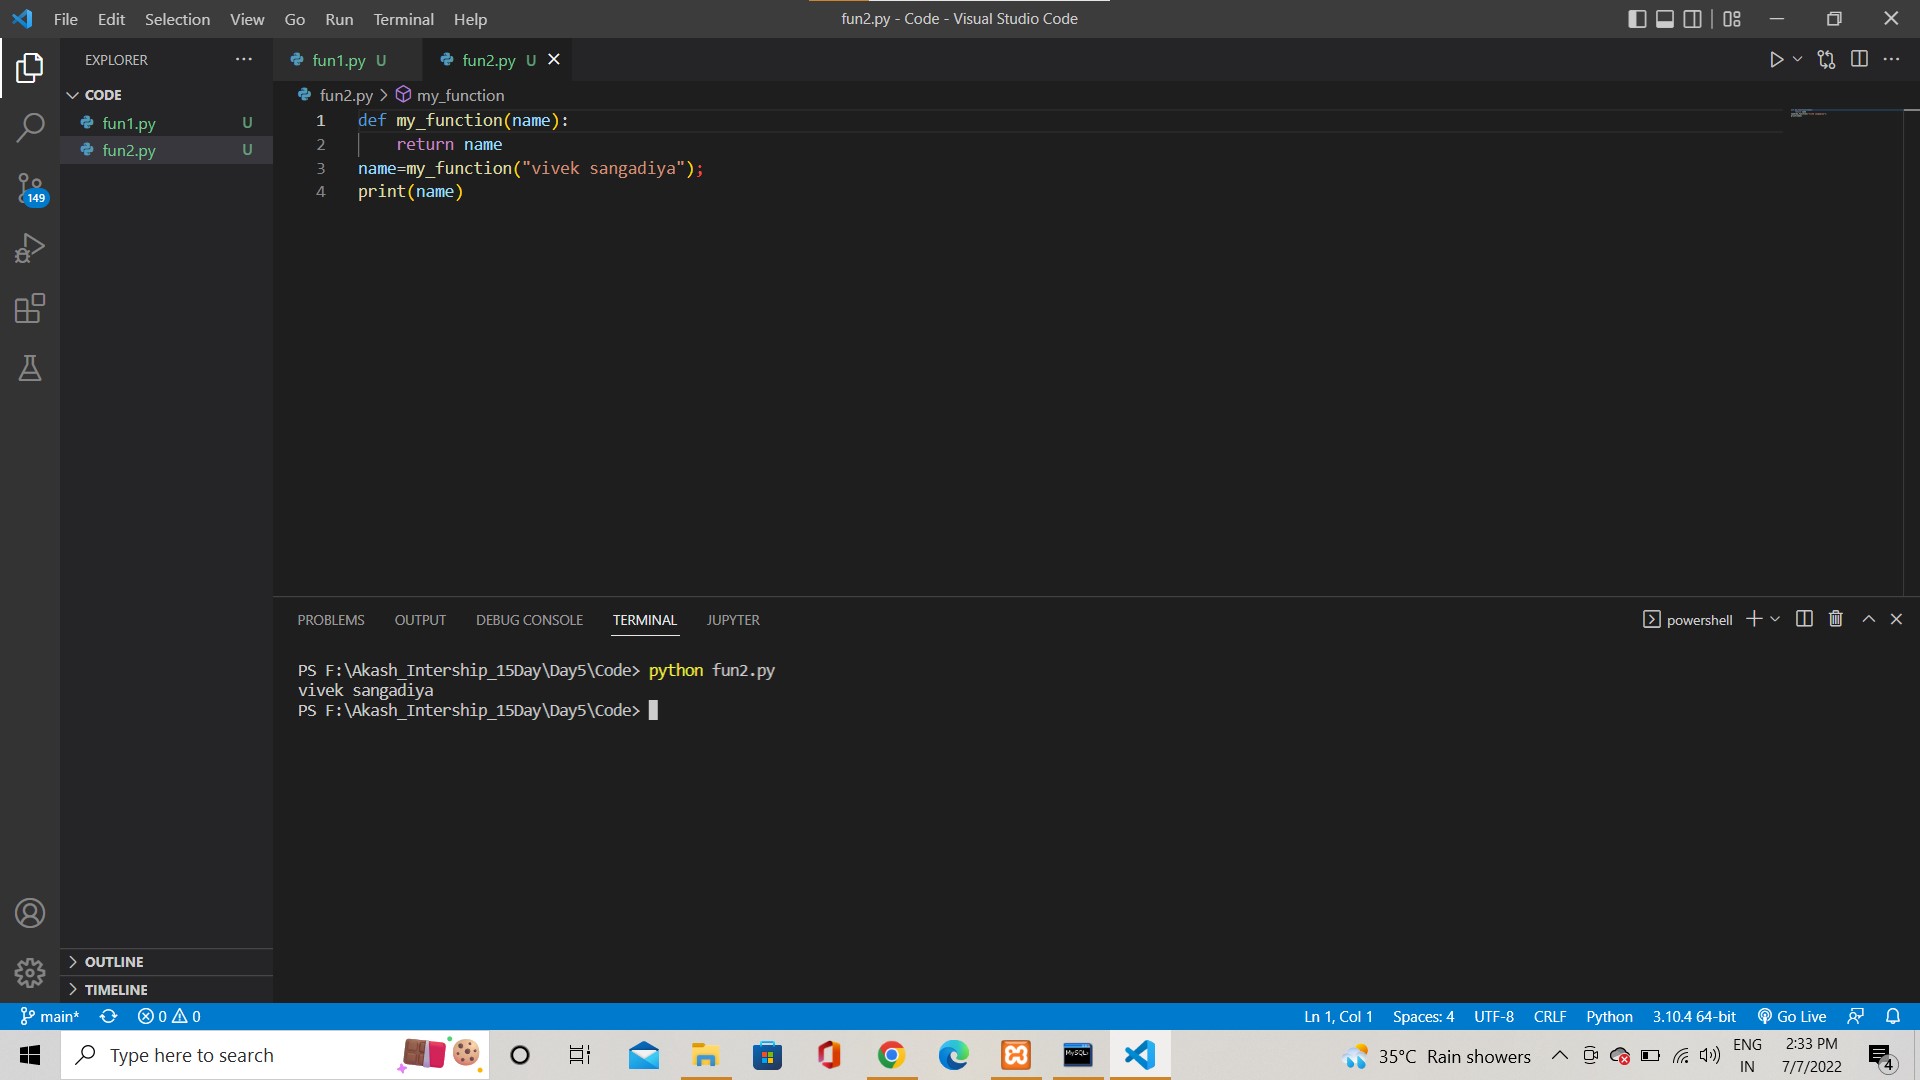 File Edit Selection View Go Run Terminal Help
fun2.py - Code - Visual Studio Code
EXPLORER
fun1.py U
fun2.py U
CODE
fun1.py U
fun2.py U
149
fun2.py > my_function
1 def my_function(name):
2 return name
3 name=my_function("vivek sangadiya");
4 print(name)
PROBLEMS OUTPUT DEBUG CONSOLE TERMINAL JUPYTER
powershell
PS F:\Akash_Intership_15Day\Day5\Code> python fun2.py
vivek sangadiya
PS F:\Akash_Intership_15Day\Day5\Code>
OUTLINE
TIMELINE
main* 0 0
Ln 1, Col 1 Spaces: 4 UTF-8 CRLF Python 3.10.4 64-bit Go Live
Type here to search
MySQL
35°C Rain showers
ENG
IN
2:33 PM
7/7/2022
4